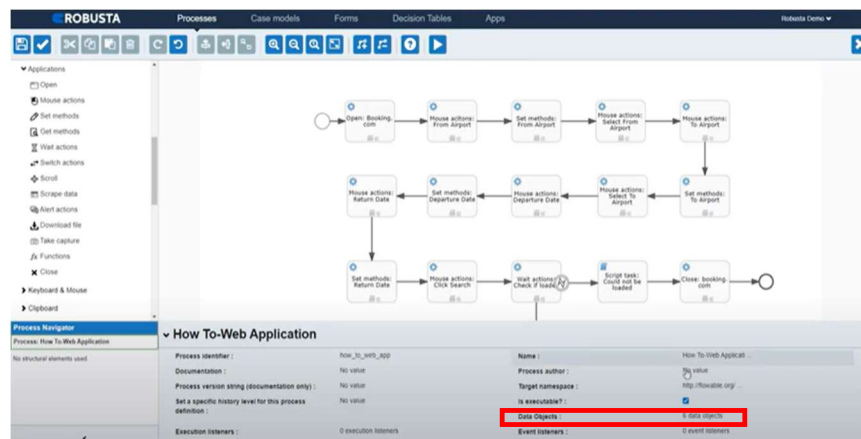 ROBUSTA Processes Case models Forms Decision Tables Apps Robusta Demo
Applications
Open
Mouse actions
Set methods
Get methods
Wait actions
Switch actions
Scroll
Scrape data
Alert actions
Download file
Take capture
Functions
Close
Keyboard & Mouse
Clipboard
Open: Booking.
com
Mouse acitons:
From Airport
Set methods:
From Airport
Mouse actions:
Select From
Airport
Mouse actions:
To Airport
Mouse actions:
Return Date
Set methods:
Departure Date
Mouse actions:
Departure Date
Mouse actions:
Select To
Airport
Set methods:
To Airport
Set methods:
Return Date
Mouse actions:
Click Search
Wait actions:
Check if loade
Script task:
Could not be
loaded
Close: booking.
com
Process Navigator
Process: How To-Web Application
No structural elements used.
How To-Web Application
Process identifier : how_to_web_app Name : How To-Web Applicati ...
Documentation : No value Process author : No value
Process version string (documentation only) : No value Target namespace : http://flowable.org/ ...
Set a specific history level for this process
definition : No value Is executable? :
Data Objects : 6 data objects
Execution listeners : 0 execution listeners Event listeners : 0 event listeners